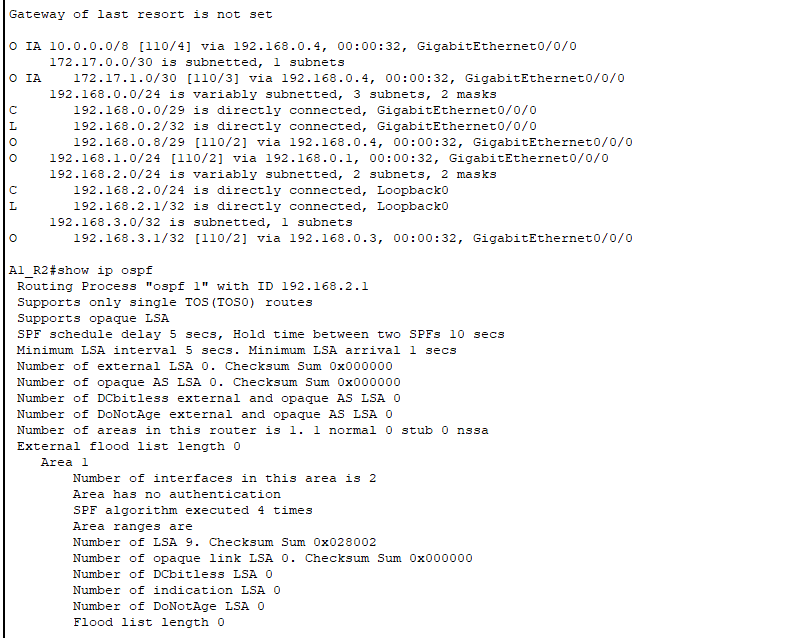 Gateway of last resort is not set
O IA 10.0.0.0/8 [110/4] via 192.168.0.4, 00:00:32, GigabitEthernet0/0/0
172.17.0.0/30 is subnetted, 1 subnets
O IA 172.17.1.0/30 [110/3] via 192.168.0.4, 00:00:32, GigabitEthernet0/0/0
192.168.0.0/24 is variably subnetted, 3 subnets, 2 masks
C 192.168.0.0/29 is directly connected, GigabitEthernet0/0/0
L 192.168.0.2/32 is directly connected, GigabitEthernet0/0/0
O 192.168.0.8/29 [110/2] via 192.168.0.4, 00:00:32, GigabitEthernet0/0/0
O 192.168.1.0/24 [110/2] via 192.168.0.1, 00:00:32, GigabitEthernet0/0/0
192.168.2.0/24 is variably subnetted, 2 subnets, 2 masks
C 192.168.2.0/24 is directly connected, Loopback0
L 192.168.2.1/32 is directly connected, Loopback0
192.168.3.0/32 is subnetted, 1 subnets
O 192.168.3.1/32 [110/2] via 192.168.0.3, 00:00:32, GigabitEthernet0/0/0
A1_R2#show ip ospf
Routing Process "ospf 1" with ID 192.168.2.1
Supports only single TOS(TOS0) routes
Supports opaque LSA
SPF schedule delay 5 secs, Hold time between two SPFs 10 secs
Minimum LSA interval 5 secs. Minimum LSA arrival 1 secs
Number of external LSA 0. Checksum Sum 0x000000
Number of opaque AS LSA 0. Checksum Sum 0x000000
Number of DCbitless external and opaque AS LSA 0
Number of DoNotAge external and opaque AS LSA 0
Number of areas in this router is 1. 1 normal 0 stub 0 nssa
External flood list length 0
Area 1
Number of interfaces in this area is 2
Area has no authentication
SPF algorithm executed 4 times
Area ranges are
Number of LSA 9. Checksum Sum 0x028002
Number of opaque link LSA 0. Checksum Sum 0x000000
Number of DCbitless LSA 0
Number of indication LSA 0
Number of DoNotAge LSA 0
Flood list length 0